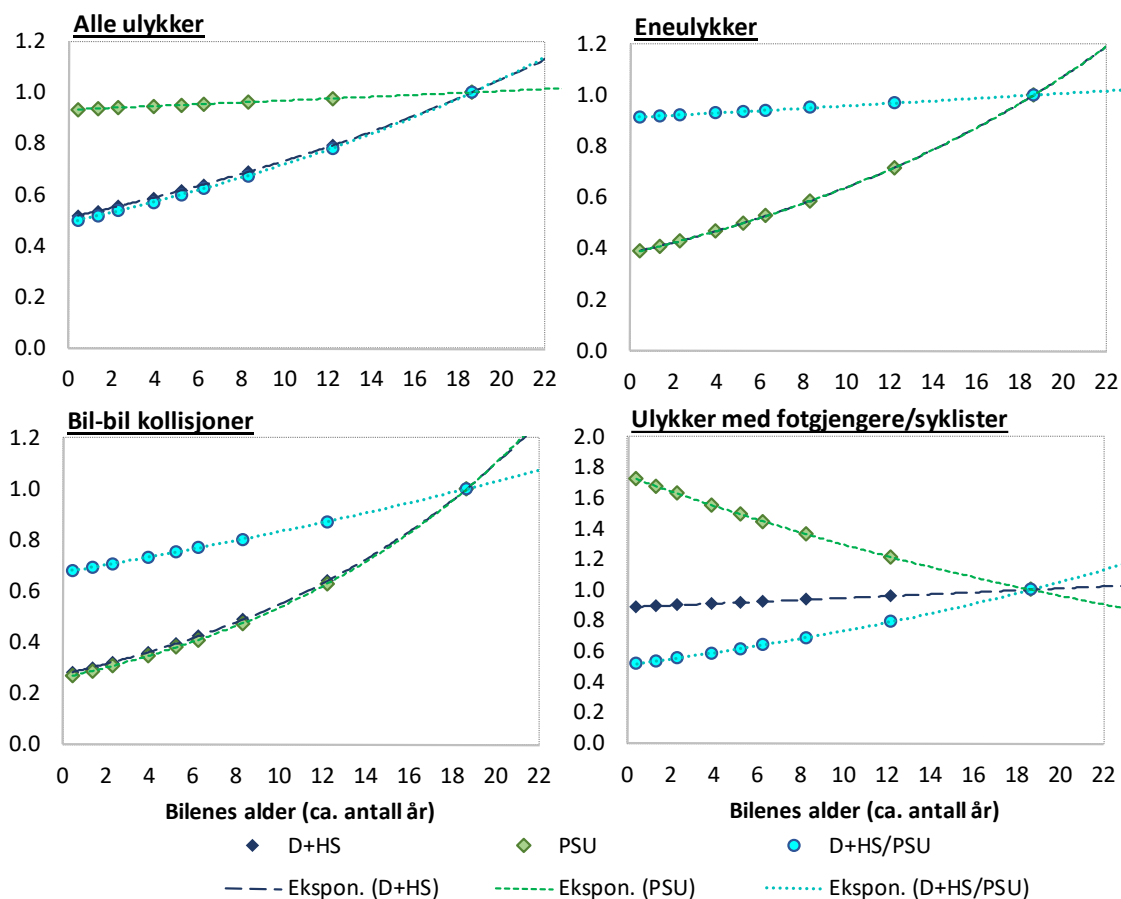 Alle ulykker
1.2
1.0
0.8
0.6
0.4
0.2
0.0
0 2 4 6 8 10 12 14 16 18 20 22
Eneulykker
1.2
1.0
0.8
0.6
0.4
0.2
0.0
0 2 4 6 8 10 12 14 16 18 20 22
Bil-bil kollisjoner
1.2
1.0
0.8
0.6
0.4
0.2
0.0
0 2 4 6 8 10 12 14 16 18 20 22
Bilenes alder (ca. antall år)
Ulykker med fotgjengere/syklister
2.0
1.8
1.6
1.4
1.2
1.0
0.8
0.6
0.4
0.2
0.0
0 2 4 6 8 10 12 14 16 18 20 22
Bilenes alder (ca. antall år)
D+HS PSU D+HS/PSU
Ekspon. (D+HS) Ekspon. (PSU) Ekspon. (D+HS/PSU)